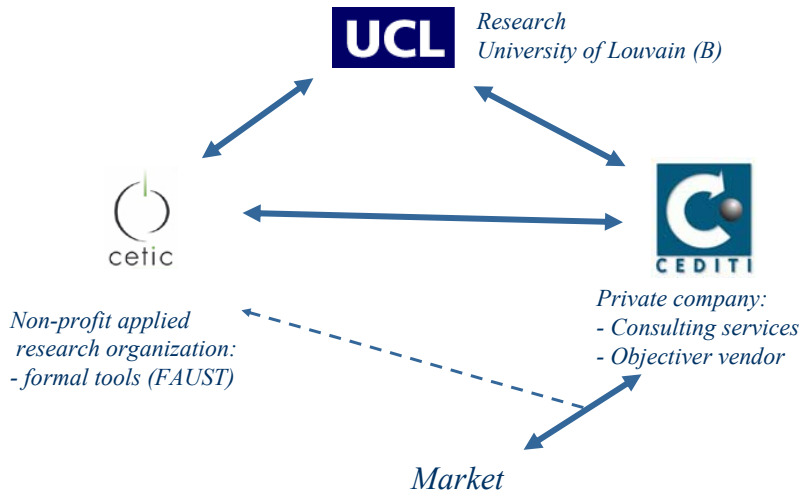 UCL
Research
University of Louvain (B)
cetic
CEDITI
Non-profit applied
research organization:
- formal tools (FAUST)
Private company:
- Consulting services
- Objectiver vendor
Market